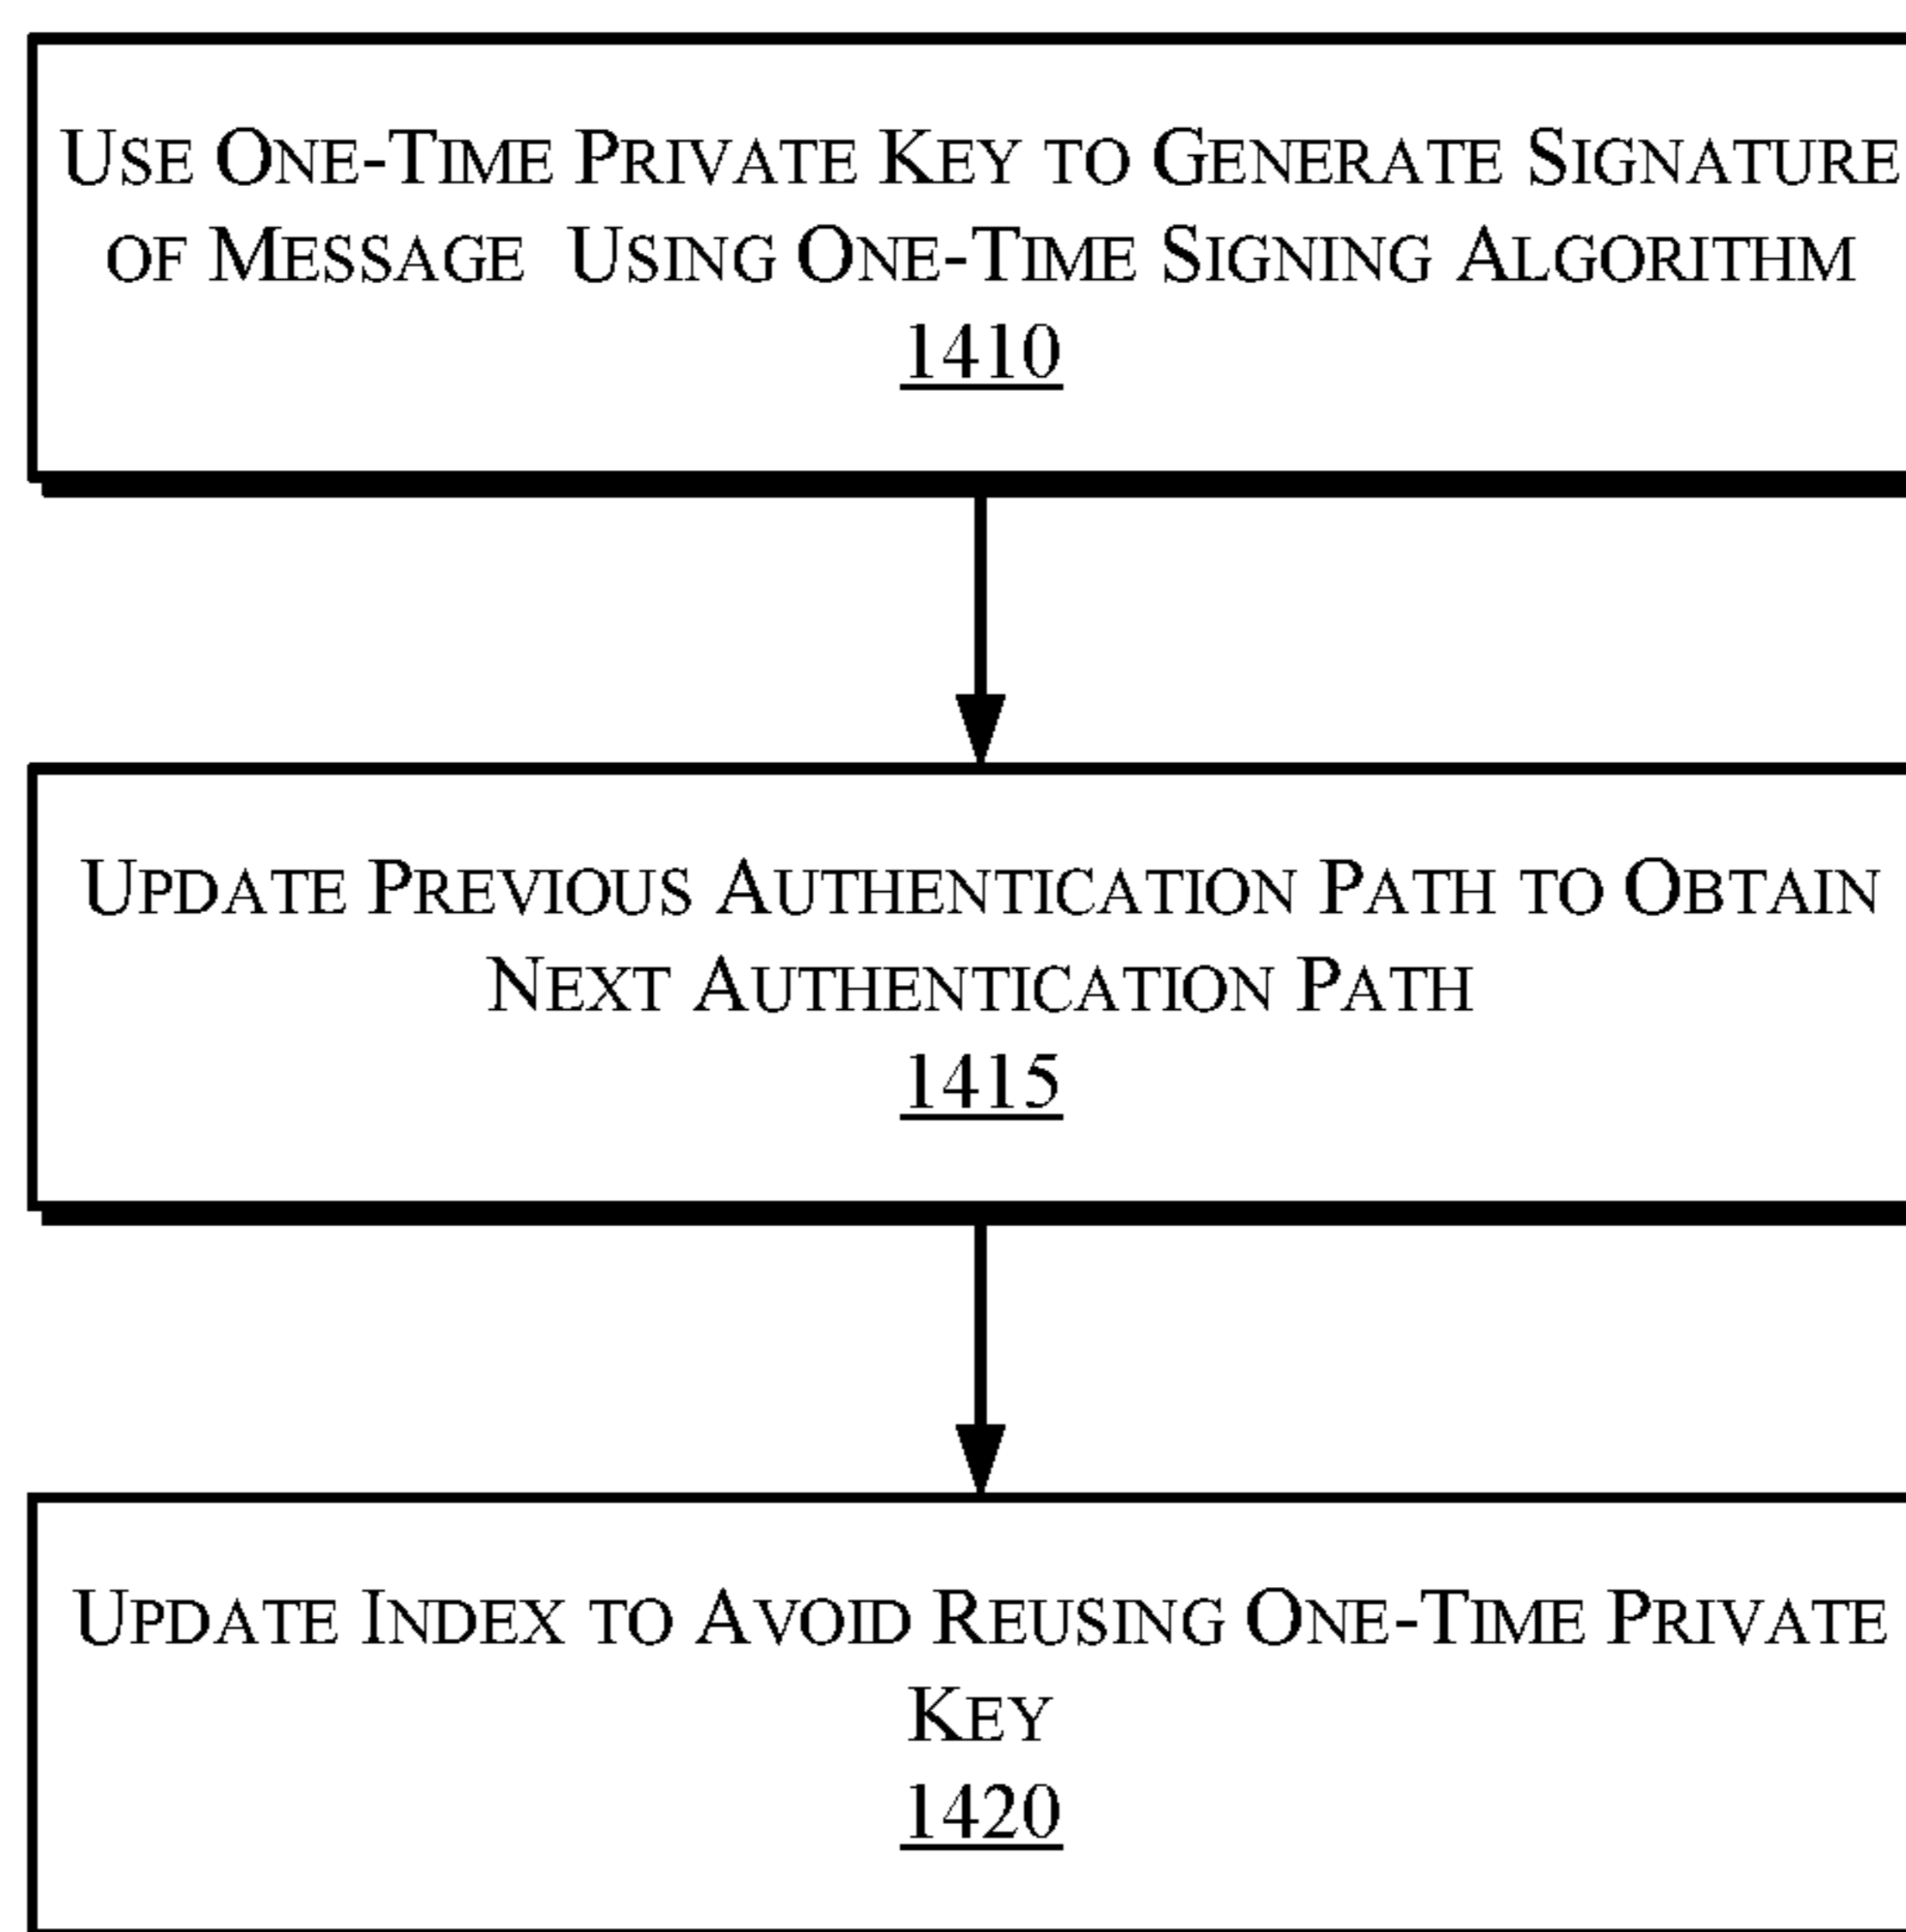 USE ONE-TIME PRIVATE KEY TO GENERATE SIGNATURE
OF MESSAGE USING ONE-TIME SIGNING ALGORITHM
1410
UPDATE PREVIOUS AUTHENTICATION PATH TO OBTAIN
NEXT AUTHENTICATION PATH
1415
UPDATE INDEX TO AVOID REUSING ONE-TIME PRIVATE
KEY
1420